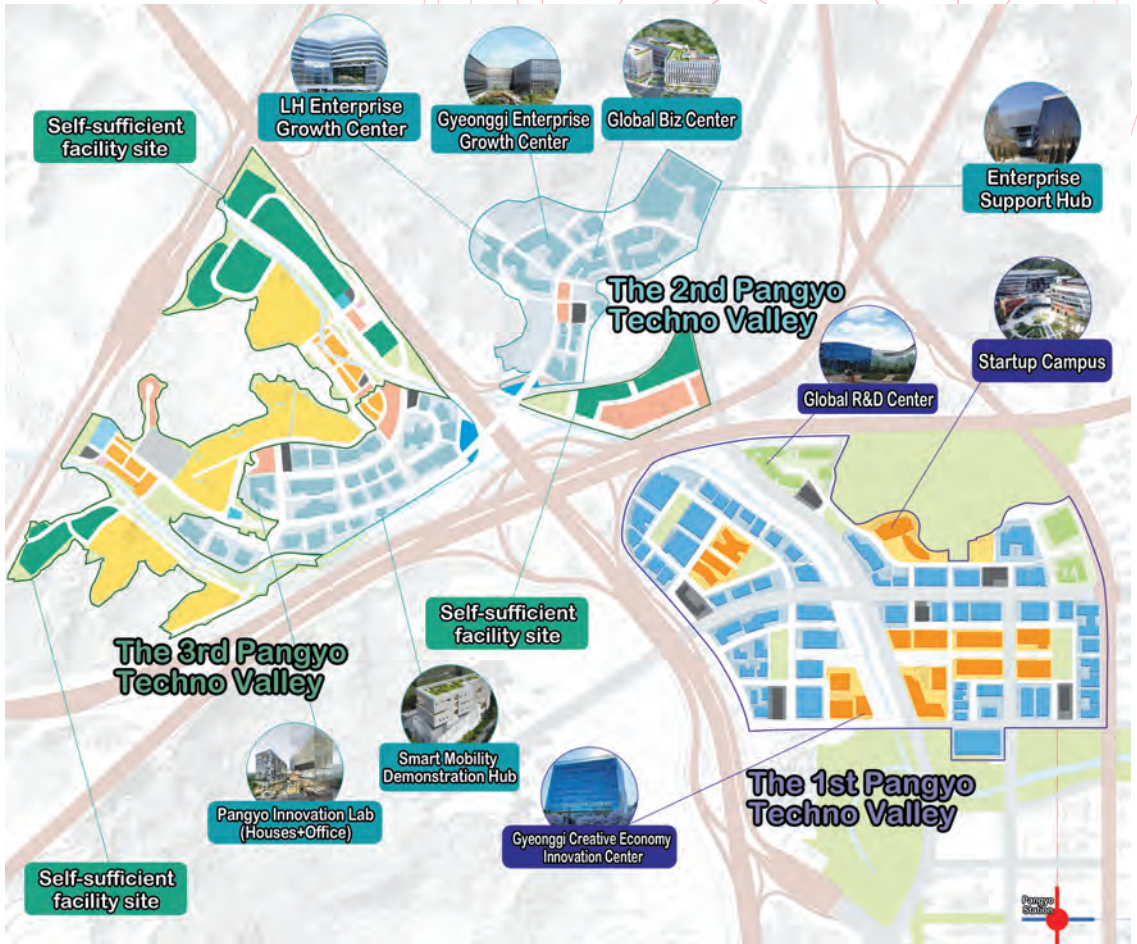 LH Enterprise
Growth Center
Gyeonggi Enterprise
Growth Center
Global Biz Center
Self-sufficient
facility site
Enterprise
Support Hub
The 2nd Pangyo
Techno Valley
Startup Campus
Global R&D Center
Self-sufficient
facility site
The 3rd Pangyo
Techno Valley
Smart Mobility
Demonstration Hub
Pangyo Innovation Lab
(Houses+Office)
The 1st Pangyo
Techno Valley
Gyeonggi Creative Economy
Innovation Center
Self-sufficient
facility site
Pangyo
Station